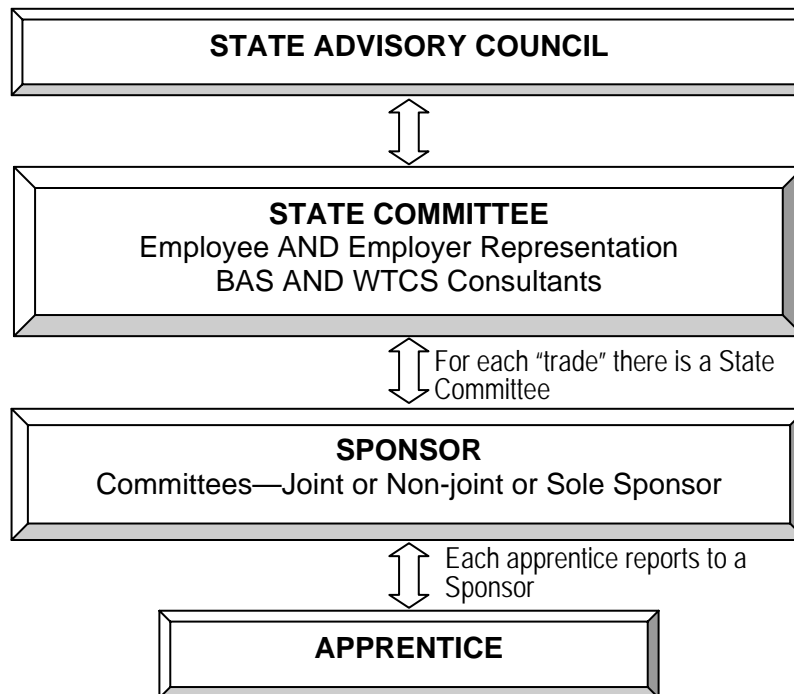 STATE ADVISORY COUNCIL
STATE COMMITTEE
Employee AND Employer Representation
BAS AND WTCS Consultants
For each “trade” there is a State
Committee
SPONSOR
Committees—Joint or Non-joint or Sole Sponsor
Each apprentice reports to a
Sponsor
APPRENTICE